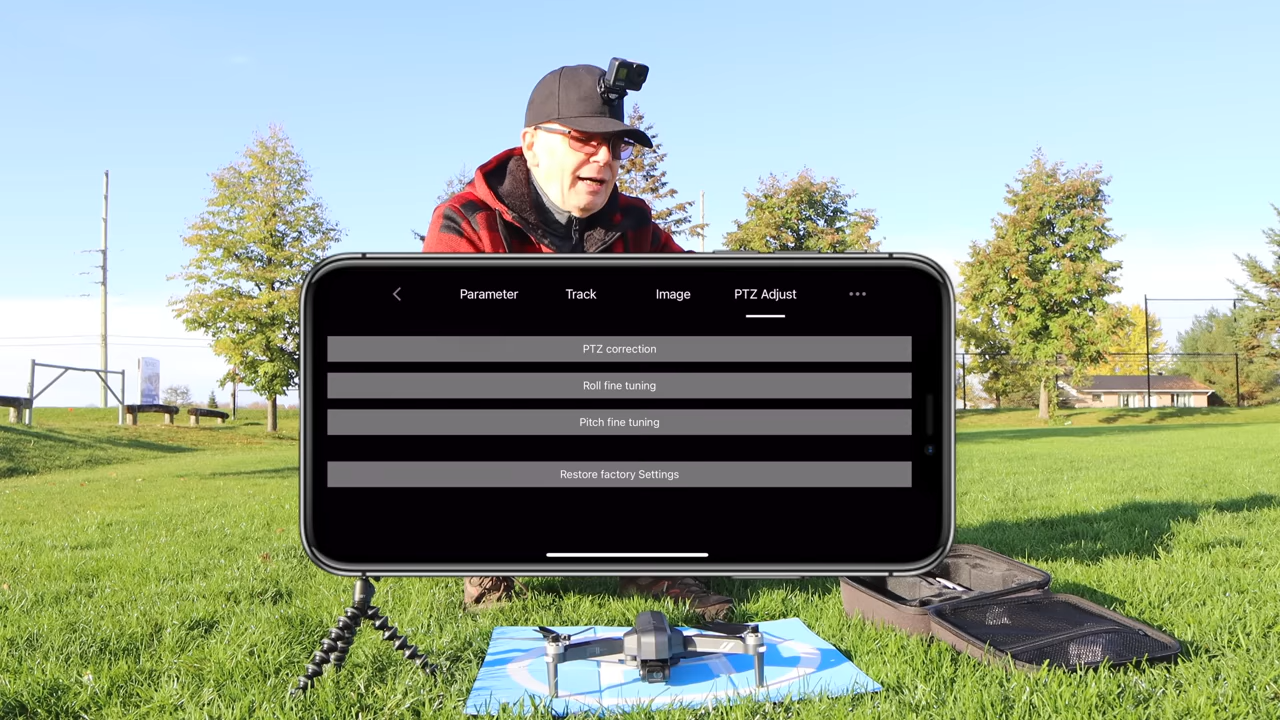 Parameter Track Image PTZ Adjust
PTZ correction
Roll fine tuning
Pitch fine tuning
Restore factory Settings